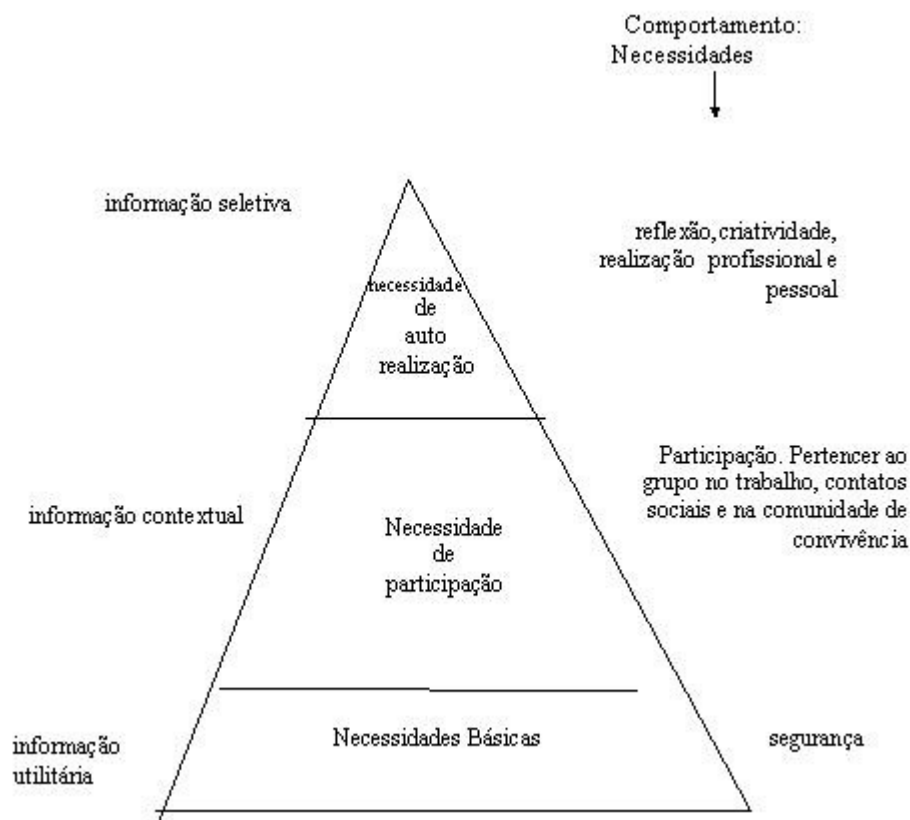 Comportamento:
Necessidades
informação seletiva
reflexão, criatividade,
realização profissional e
pessoal
necessidade
de
auto
realização
Participação. Pertencer ao
grupo no trabalho, contatos
sociais e na comunidade de
convivência
informação contextual
Necessidade
de
participação
informação
utilitária
Necessidades Básicas
segurança